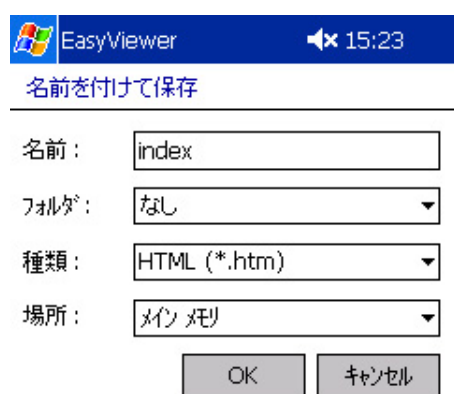 EasyViewer 15:23
名前を付けて保存
名前： index
ﾌｫﾙﾀﾞ： なし
種類： HTML (*.htm)
場所： ﾒｲﾝ ﾒﾓﾘ
OK ｷｬﾝｾﾙ